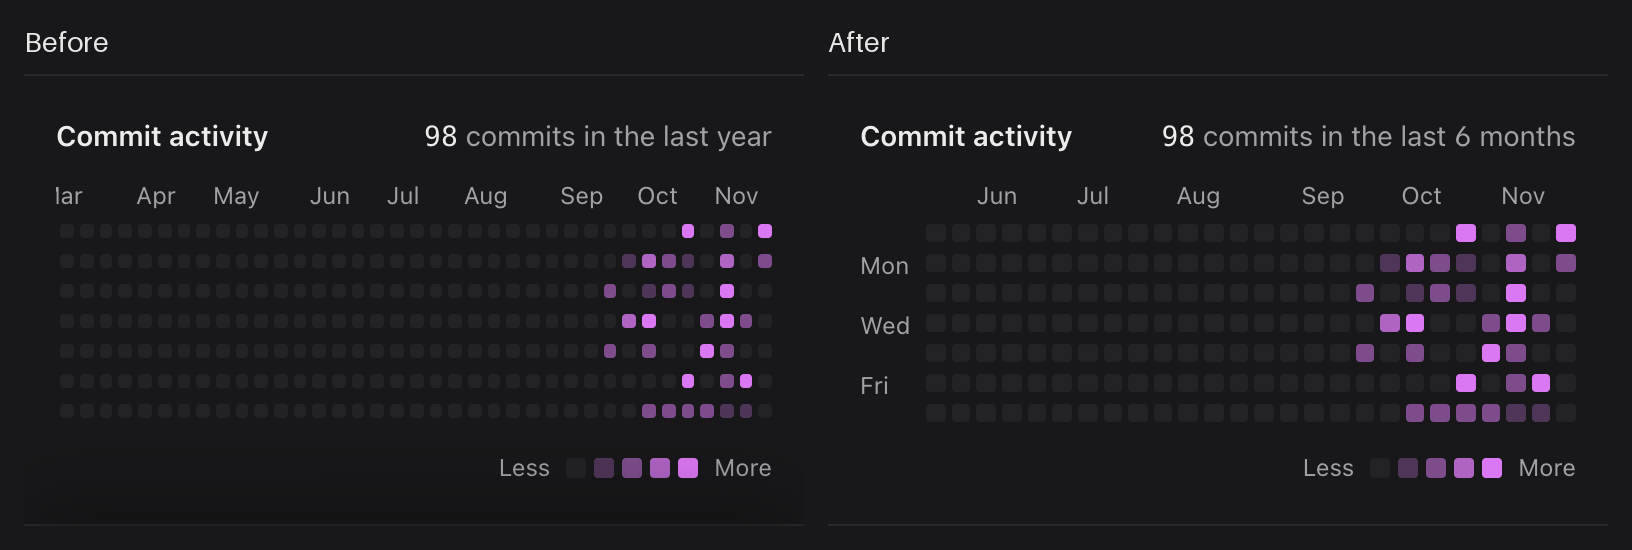 Before
Commit activity 98 commits in the last year
Apr May Jun Jul Aug Sep Oct Nov
Less More
After
Commit activity 98 commits in the last 6 months
Jun Jul Aug Sep Oct Nov
Mon
Wed
Fri
Less More